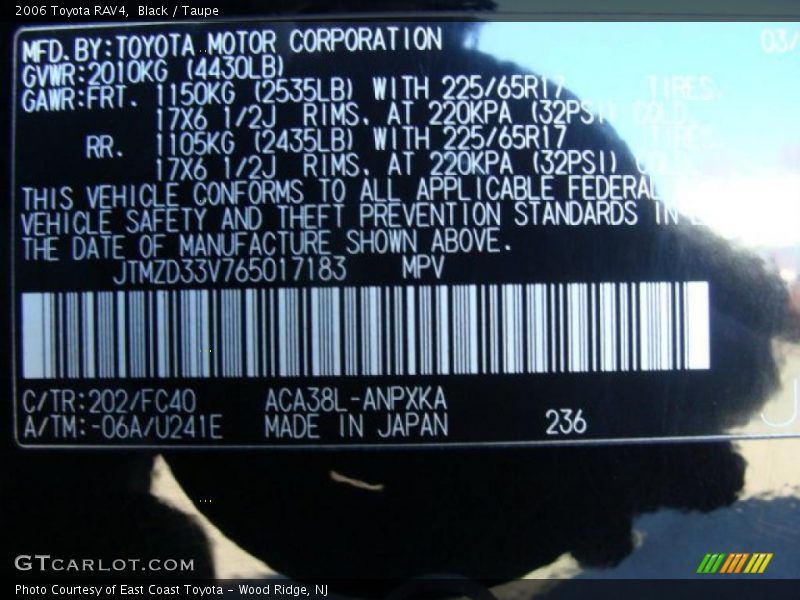 2006 Toyota RAV4, Black / Taupe
MFD. BY: TOYOTA MOTOR CORPORATION 03/
GVWR: 2010KG (4430LB)
GAWR: FRT. 1150KG (2535LB) WITH 225/65R17 TIRES,
17X6 1/2J RIMS, AT 220KPA (32PSI) COLD.
RR. 1105KG (2435LB) WITH 225/65R17 TIRES,
17X6 1/2J RIMS, AT 220KPA (32PSI)
THIS VEHICLE CONFORMS TO ALL APPLICABLE FEDERAL
VEHICLE SAFETY AND THEFT PREVENTION STANDARDS IN
THE DATE OF MANUFACTURE SHOWN ABOVE.
JTMZD33V765017183 MPV
C/TR: 202/FC40 ACA38L-ANPXKA
A/TM: -06A/U241E MADE IN JAPAN 236
J
GTCARLOT.COM
Photo Courtesy of East Coast Toyota - Wood Ridge, NJ